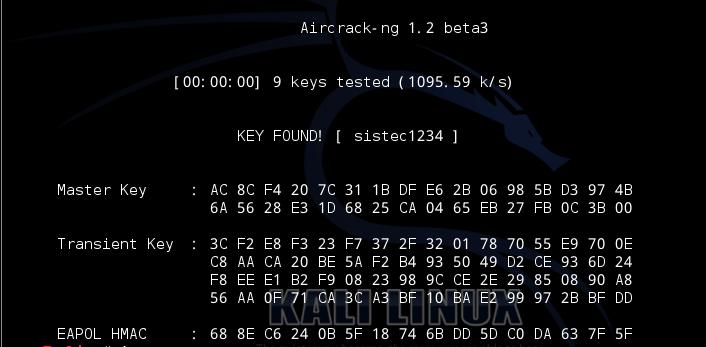 Aircrack-ng 1.2 beta3
[00:00:00] 9 keys tested (1095.59 k/s)
KEY FOUND! [ sistec1234 ]
Master Key : AC 8C F4 20 7C 31 1B DF E6 2B 06 98 5B D3 97 4B
6A 56 28 E3 1D 68 25 CA 04 65 EB 27 FB 0C 3B 00
Transient Key : 3C F2 E8 F3 23 F7 37 2F 32 01 78 70 55 E9 70 0E
C8 AA CA 20 BE 5A F2 B4 93 50 49 D2 CE 93 6D 24
F8 EE E1 B2 F9 08 23 98 9C CE 2E 29 85 08 90 A8
56 AA 0F 71 CA 3C A3 BF 10 BA E2 99 97 2B BF DD
KALI LINUX
EAPOL HMAC : 68 8E C6 24 0B 5F 18 74 6B DD 5D C0 DA 63 7F 5F